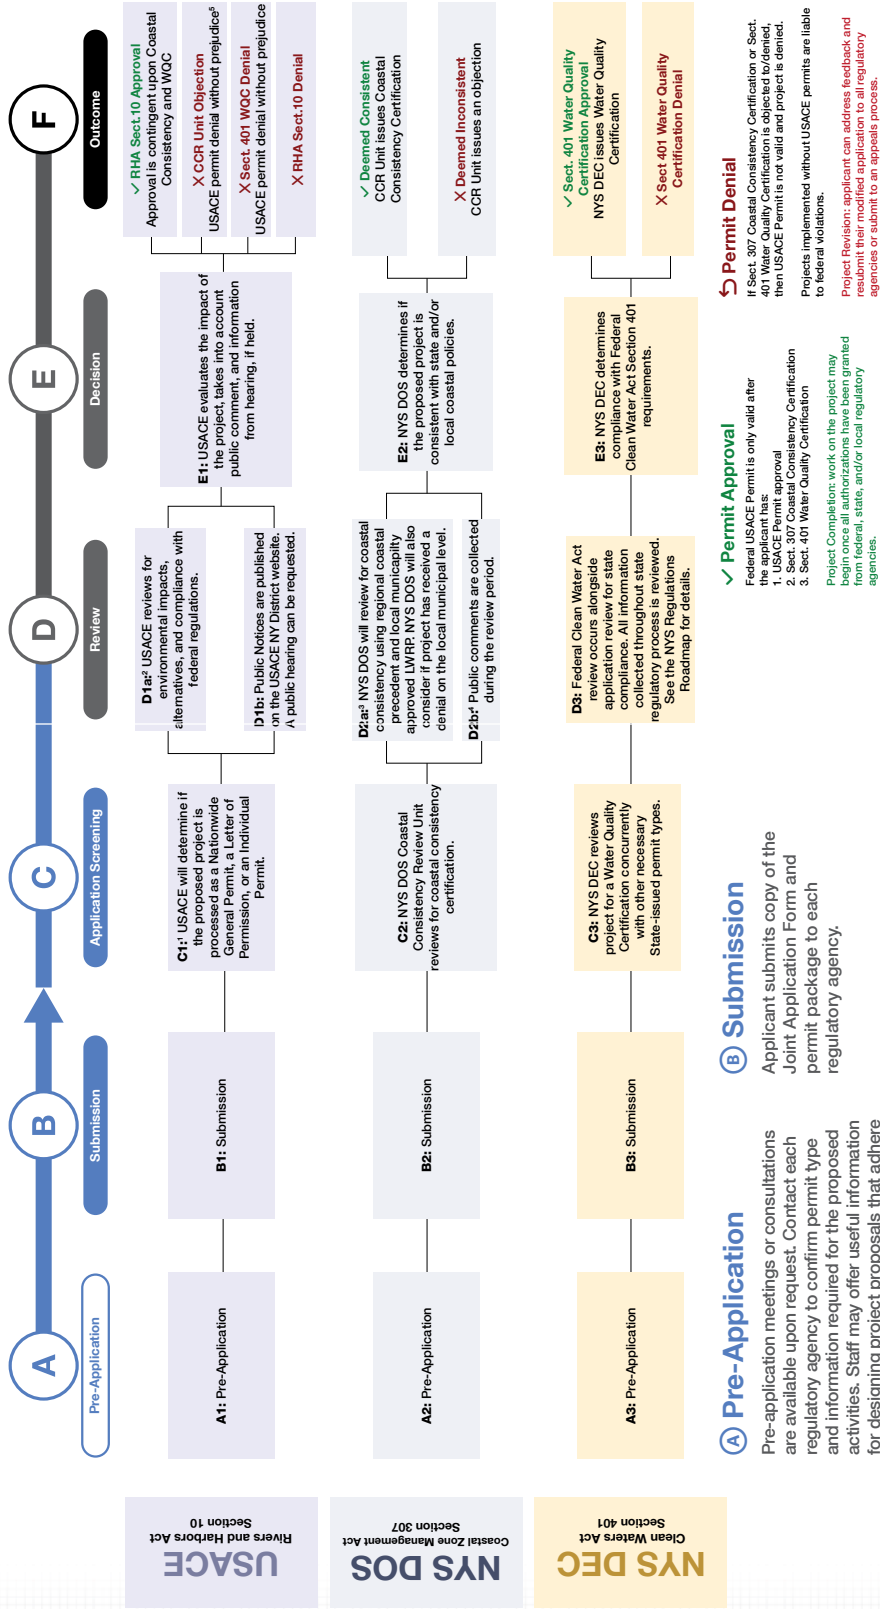 A
B
C
D
E
F
Pre-Application
Submission
Application Screening
Review
Decision
Outcome
USACE
Rivers and Harbors Act
Section 10
A1: Pre-Application
B1: Submission
C1:¹ USACE will determine if
the proposed project is
processed as a Nationwide
General Permit, a Letter of
Permission, or an Individual
Permit.
D1a:² USACE reviews for
environmental impacts,
alternatives, and compliance with
federal regulations.
D1b: Public Notices are published
on the USACE NY District website.
A public hearing can be requested.
E1: USACE evaluates the impact of
the project, takes into account
public comment, and information
from hearing, if held.
✓ RHA Sect.10 Approval
Approval is contingent upon Coastal
Consistency and WQC
X CCR Unit Objection
USACE permit denial without prejudice⁵
X Sect. 401 WQC Denial
USACE permit denial without prejudice
X RHA Sect.10 Denial
NYS DOS
Coastal Zone Management Act
Section 307
A2: Pre-Application
B2: Submission
C2: NYS DOS Coastal
Consistency Review Unit
reviews for coastal consistency
certification.
D2a:³ NYS DOS will review for coastal
consistency using regional coastal
precedent and local municaplity
approved LWRP. NYS DOS will also
consider if project has received a
denial on the local municipal level.
D2b:⁴ Public comments are collected
during the review period.
E2: NYS DOS determines if
the proposed project is
consistent with state and/or
local coastal policies.
✓ Deemed Consistent
CCR Unit issues Coastal
Consistency Certification
X Deemed Inconsistent
CCR Unit issues an objection
NYS DEC
Clean Waters Act
Section 401
A3: Pre-Application
B3: Submission
C3: NYS DEC reviews
project for a Water Quality
Certification concurrently
with other necessary
State-issued permit types.
D3: Federal Clean Water Act
review occurs alongside
application review for state
compliance. All information
collected throughout state
regulatory process is reviewed.
See the NYS Regulations
Roadmap for details.
E3: NYS DEC determines
compliance with Federal
Clean Water Act Section 401
requirements.
✓ Sect. 401 Water Quality
Certification Approval
NYS DEC issues Water Quality
Certification
X Sect 401 Water Quality
Certification Denial
A Pre-Application
Pre-application meetings or consultations
are available upon request. Contact each
regulatory agency to confirm permit type
and information required for the proposed
activities. Staff may offer useful information
for designing project proposals that adhere
B Submission
Applicant submits copy of the
Joint Application Form and
permit package to each
regulatory agency.
✓ Permit Approval
Federal USACE Permit is only valid after
the applicant has:
1. USACE Permit approval
2. Sect. 307 Coastal Consistency Certification
3. Sect. 401 Water Quality Certification
Project Completion: work on the project may
begin once all authorizations have been granted
from federal, state, and/or local regulatory
agencies.
Permit Denial
If Sect. 307 Coastal Consistency Certification or Sect.
401 Water Quality Certification is objected to/denied,
then USACE Permit is not valid and project is denied.
Projects implemented without USACE permits are liable
to federal violations.
Project Revision: applicant can address feedback and
resubmit their modified application to all regulatory
agencies or submit to an appeals process.